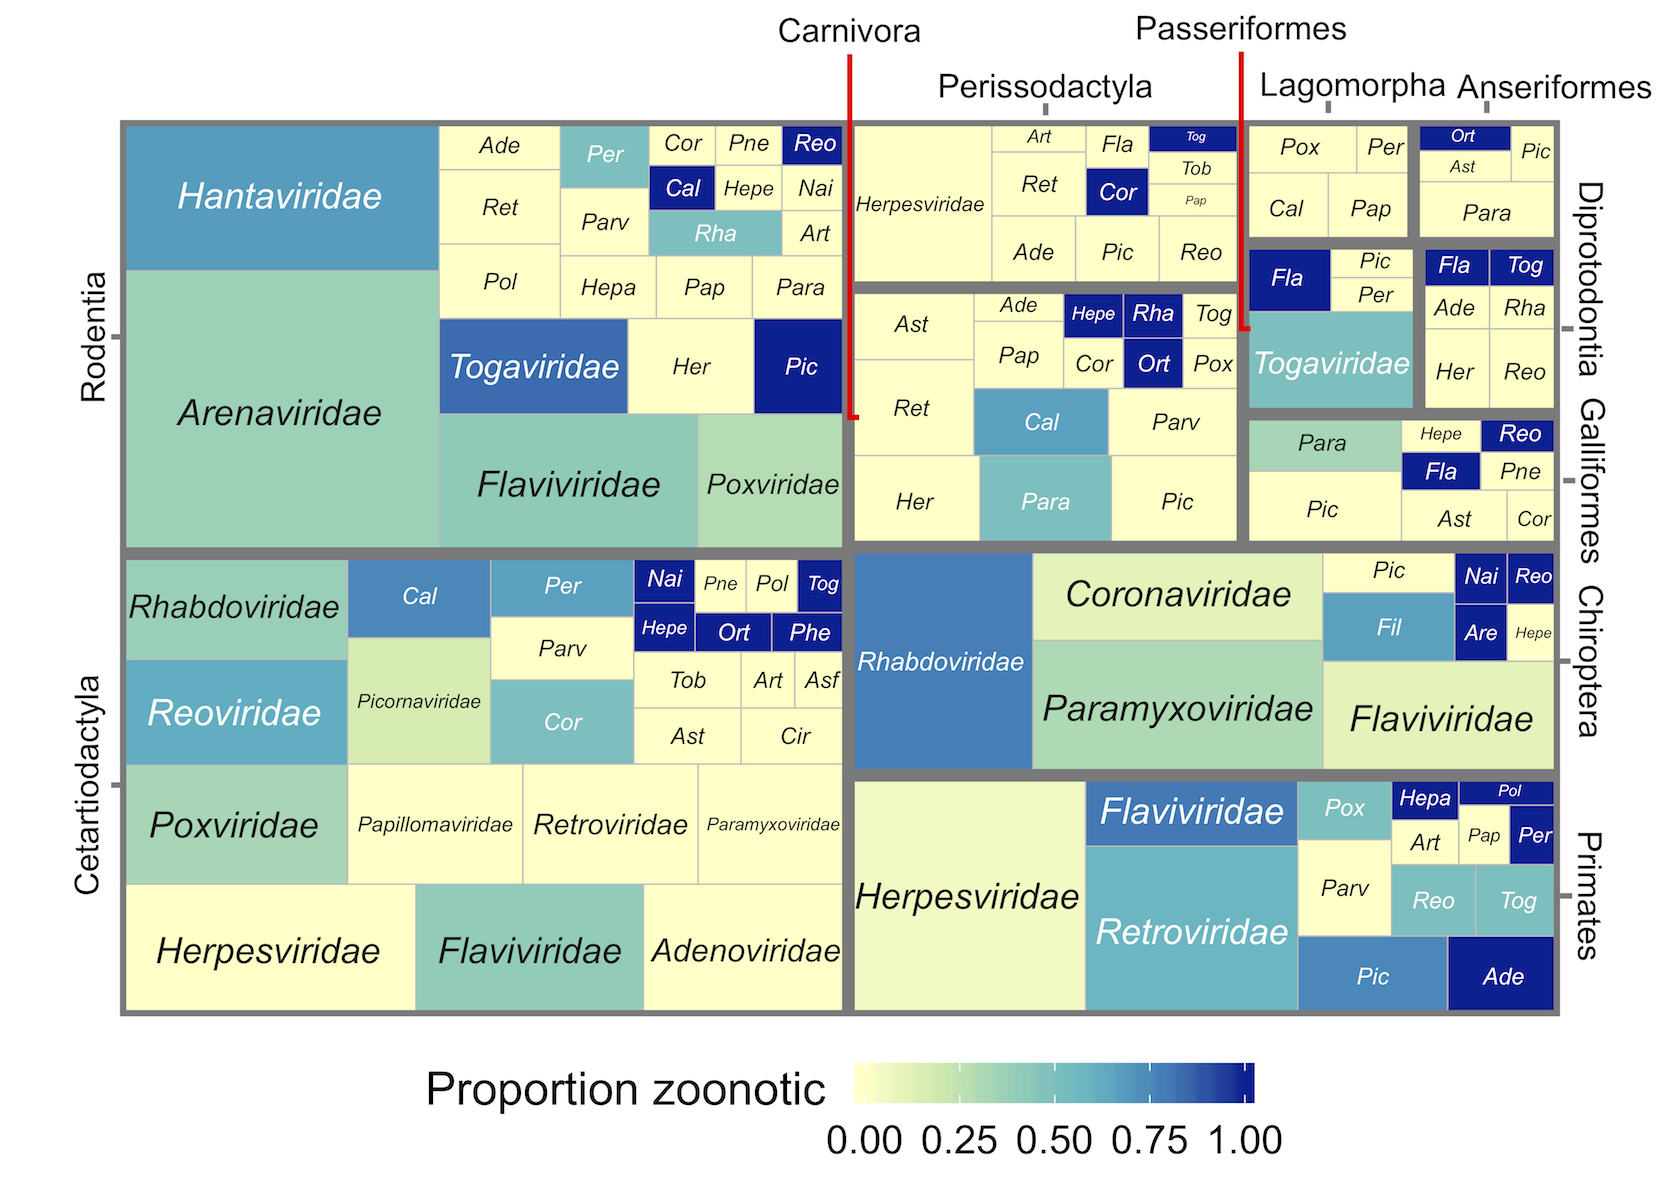 Carnivora
Passeriformes
Perissodactyla
Lagomorpha
Anseriformes
Rodentia
Hantaviridae
Arenaviridae
Ade
Ret
Pol
Per
Parv
Cor
Pne
Reo
Cal
Hepe
Nai
Rha
Art
Hepa
Pap
Para
Togaviridae
Her
Pic
Flaviviridae
Poxviridae
Cetartiodactyla
Rhabdoviridae
Reoviridae
Cal
Picornaviridae
Per
Parv
Cor
Nai
Pne
Pol
Tog
Hepe
Ort
Phe
Tob
Art
Asf
Ast
Cir
Poxviridae
Papillomaviridae
Retroviridae
Paramyxoviridae
Herpesviridae
Flaviviridae
Adenoviridae
Herpesviridae
Art
Fla
Tog
Ret
Cor
Tob
Pap
Ade
Pic
Reo
Ast
Ret
Ade
Pap
Hepe
Rha
Tog
Cor
Ort
Pox
Cal
Parv
Her
Para
Pic
Pox
Per
Cal
Pap
Ort
Ast
Pic
Para
Fla
Pic
Per
Togaviridae
Diprotodontia
Fla
Tog
Ade
Rha
Her
Reo
Galliformes
Para
Pic
Hepe
Reo
Fla
Pne
Ast
Cor
Chiroptera
Rhabdoviridae
Coronaviridae
Paramyxoviridae
Pic
Fil
Nai
Reo
Are
Hepe
Flaviviridae
Primates
Herpesviridae
Flaviviridae
Retroviridae
Pox
Parv
Hepa
Pol
Art
Pap
Per
Reo
Tog
Pic
Ade
Proportion zoonotic
0.00 0.25 0.50 0.75 1.00